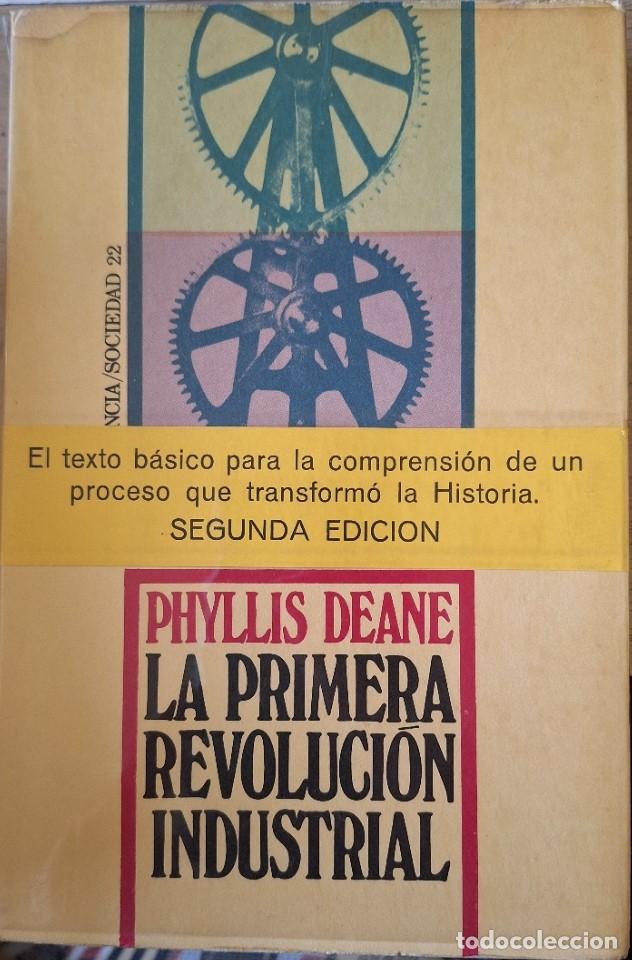 NCIA/SOCIEDAD 22
El texto básico para la comprensión de un
proceso que transformó la Historia.
SEGUNDA EDICION
PHYLLIS DEANE
LA PRIMERA
REVOLUCIÓN
INDUSTRIAL
todocoleccion